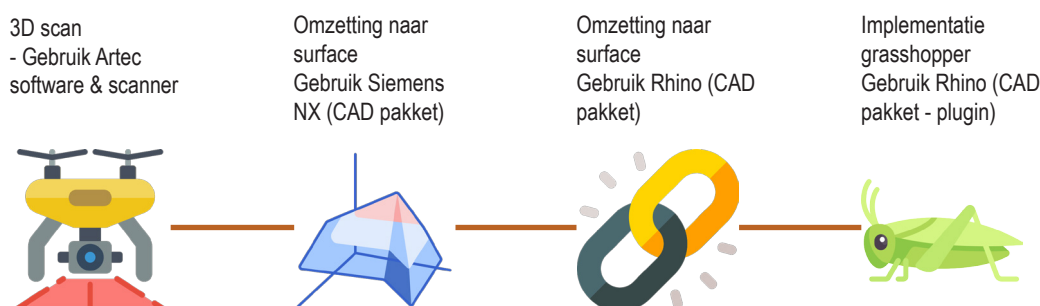 3D scan
- Gebruik Artec
software & scanner
Omzetting naar
surface
Gebruik Siemens
NX (CAD pakket)
Omzetting naar
surface
Gebruik Rhino (CAD
pakket)
Implementatie
grasshopper
Gebruik Rhino (CAD
pakket - plugin)